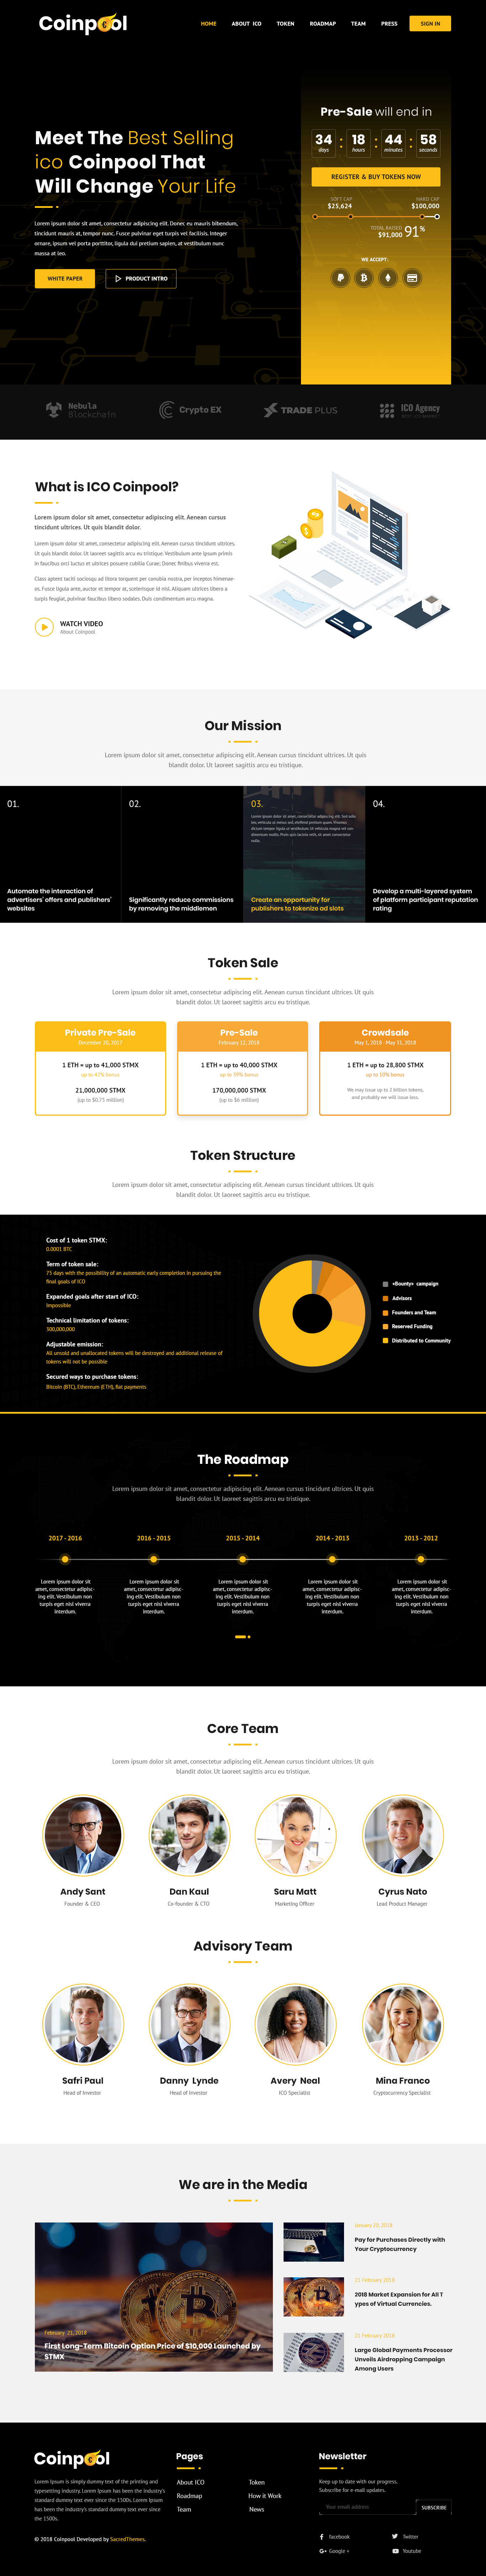 Coinpool
HOME
ABOUT ICO
TOKEN
ROADMAP
TEAM
PRESS
SIGN IN
Meet The Best Selling
ico Coinpool That
Will Change Your Life
Lorem ipsum dolor sit amet, consectetur adipiscing elit. Donec eu mauris bibendum,
tincidunt mauris at, tempor nunc. Fusce pulvinar eget turpis vel facilisis. Integer
ornare, ipsum vel porta porttitor, ligula dui pretium sapien, at vestibulum nunc
massa at leo.
WHITE PAPER
PRODUCT INTRO
Pre-Sale will end in
34 : 18 : 44 : 58
days hours minutes seconds
REGISTER & BUY TOKENS NOW
SOFT CAP
$25,624
HARD CAP
$100,000
TOTAL RAISED
$91,000
91%
WE ACCEPT:
Nebula
Blockchain
Crypto EX
TRADE PLUS
ICO Agency
What is ICO Coinpool?
Lorem ipsum dolor sit amet, consectetur adipiscing elit. Aenean cursus
tincidunt ultrices. Ut quis blandit dolor.
Lorem ipsum dolor sit amet, consectetur adipiscing elit. Aenean cursus tincidunt ultrices.
Ut quis blandit dolor. Ut laoreet sagittis arcu eu tristique. Vestibulum ante ipsum primis
in faucibus orci luctus et ultrices posuere cubilia Curae; Donec finibus viverra est.
Class aptent taciti sociosqu ad litora torquent per conubia nostra, per inceptos himenae-
os. Fusce ligula ante, auctor et tempor at, scelerisque id nisl. Aliquam ultrices libero a
turpis feugiat, pulvinar faucibus libero sodales. Duis condimentum arcu magna.
WATCH VIDEO
About Coinpool
Our Mission
Lorem ipsum dolor sit amet, consectetur adipiscing elit. Aenean cursus tincidunt ultrices. Ut quis
blandit dolor. Ut laoreet sagittis arcu eu tristique.
01.
Automate the interaction of
advertisers' offers and publishers'
websites
02.
Significantly reduce commissions
by removing the middlemen
03.
Create an opportunity for
publishers to tokenize ad slots
04.
Develop a multi-layered system
of platform participant reputation
rating
Token Sale
Lorem ipsum dolor sit amet, consectetur adipiscing elit. Aenean cursus tincidunt ultrices. Ut quis
blandit dolor. Ut laoreet sagittis arcu eu tristique.
Private Pre-Sale
December 20, 2017
1 ETH = up to 41,000 STMX
up to 42% bonus
21,000,000 STMX
(up to $0.75 million)
Pre-Sale
February 12, 2018
1 ETH = up to 40,000 STMX
up to 39% bonus
170,000,000 STMX
(up to $6 million)
Crowdsale
May 1, 2018 - May 31, 2018
1 ETH = up to 28,800 STMX
up to 10% bonus
We may issue up to 2 billion tokens,
and probably we will issue less.
Token Structure
Lorem ipsum dolor sit amet, consectetur adipiscing elit. Aenean cursus tincidunt ultrices. Ut quis
blandit dolor. Ut laoreet sagittis arcu eu tristique.
Cost of 1 token STMX:
0.0001 BTC
Term of token sale:
73 days with the possibility of an automatic early completion in pursuing the
final goals of ICO
Expanded goals after start of ICO:
Impossible
Technical limitation of tokens:
300,000,000
Adjustable emission:
All unsold and unallocated tokens will be destroyed and additional release of
tokens will not be possible
Secured ways to purchase tokens:
Bitcoin (BTC), Ethereum (ETH), fiat payments
«Bounty» campaign
Advisors
Founders and Team
Reserved Funding
Distributed to Community
The Roadmap
Lorem ipsum dolor sit amet, consectetur adipiscing elit. Aenean cursus tincidunt ultrices. Ut quis
blandit dolor. Ut laoreet sagittis arcu eu tristique.
2017 - 2016
2016 - 2015
2015 - 2014
2014 - 2013
2013 - 2012
Lorem ipsum dolor sit
amet, consectetur adipisc-
ing elit. Vestibulum non
turpis eget nisl viverra
interdum.
Lorem ipsum dolor sit
amet, consectetur adipisc-
ing elit. Vestibulum non
turpis eget nisl viverra
interdum.
Lorem ipsum dolor sit
amet, consectetur adipisc-
ing elit. Vestibulum non
turpis eget nisl viverra
interdum.
Lorem ipsum dolor sit
amet, consectetur adipisc-
ing elit. Vestibulum non
turpis eget nisl viverra
interdum.
Lorem ipsum dolor sit
amet, consectetur adipisc-
ing elit. Vestibulum non
turpis eget nisl viverra
interdum.
Core Team
Lorem ipsum dolor sit amet, consectetur adipiscing elit. Aenean cursus tincidunt ultrices. Ut quis
blandit dolor. Ut laoreet sagittis arcu eu tristique.
Andy Sant
Founder & CEO
Dan Kaul
Co-founder & CTO
Saru Matt
Marketing Officer
Cyrus Nato
Lead Product Manager
Advisory Team
Safri Paul
Head of Investor
Danny Lynde
Head of Investor
Avery Neal
ICO Specialist
Mina Franco
Cryptocurrency Specialist
We are in the Media
February 21, 2018
First Long-Term Bitcoin Option Price of $10,000 Launched by
STMX
January 20, 2018
Pay for Purchases Directly with
Your Cryptocurrency
21 February 2018
2018 Market Expansion for All T
ypes of Virtual Currencies.
21 February 2018
Large Global Payments Processor
Unveils Airdropping Campaign
Among Users
Coinpool
Lorem Ipsum is simply dummy text of the printing and
typesetting industry. Lorem Ipsum has been the industry's
standard dummy text ever since the 1500s. Lorem Ipsum
has been the industry's standard dummy text ever since
the 1500s.
© 2018 Coinpool Developed by SacredThemes.
Pages
About ICO
Token
Roadmap
How it Work
Team
News
Newsletter
Keep up to date with our progress.
Subscribe for e-mail updates.
Your email address
SUBSCRIBE
facebook
Twitter
Google +
Youtube